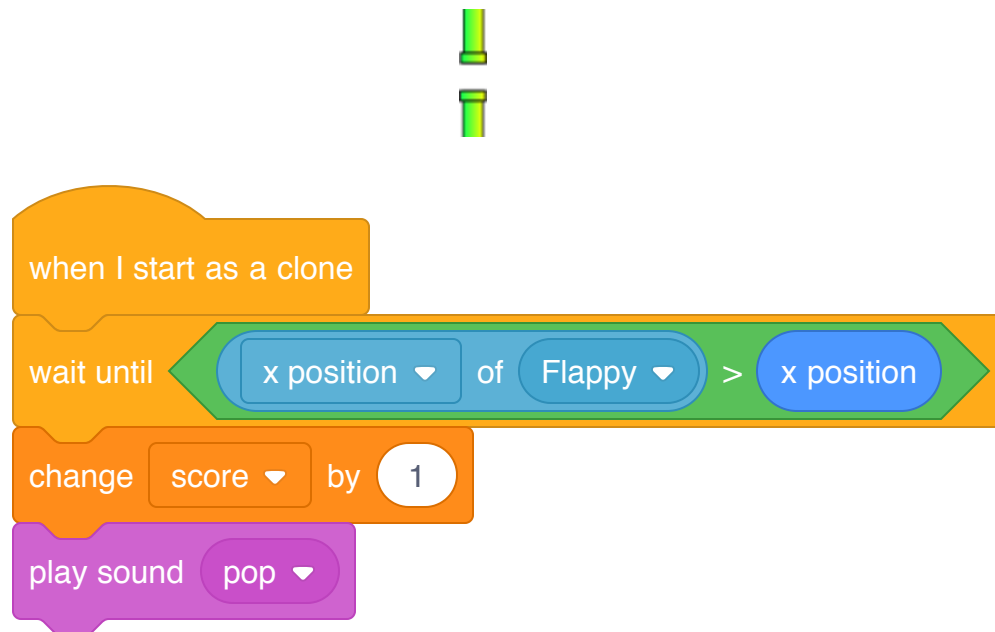 when I start as a clone
wait until x position of Flappy > x position
change score by 1
play sound pop